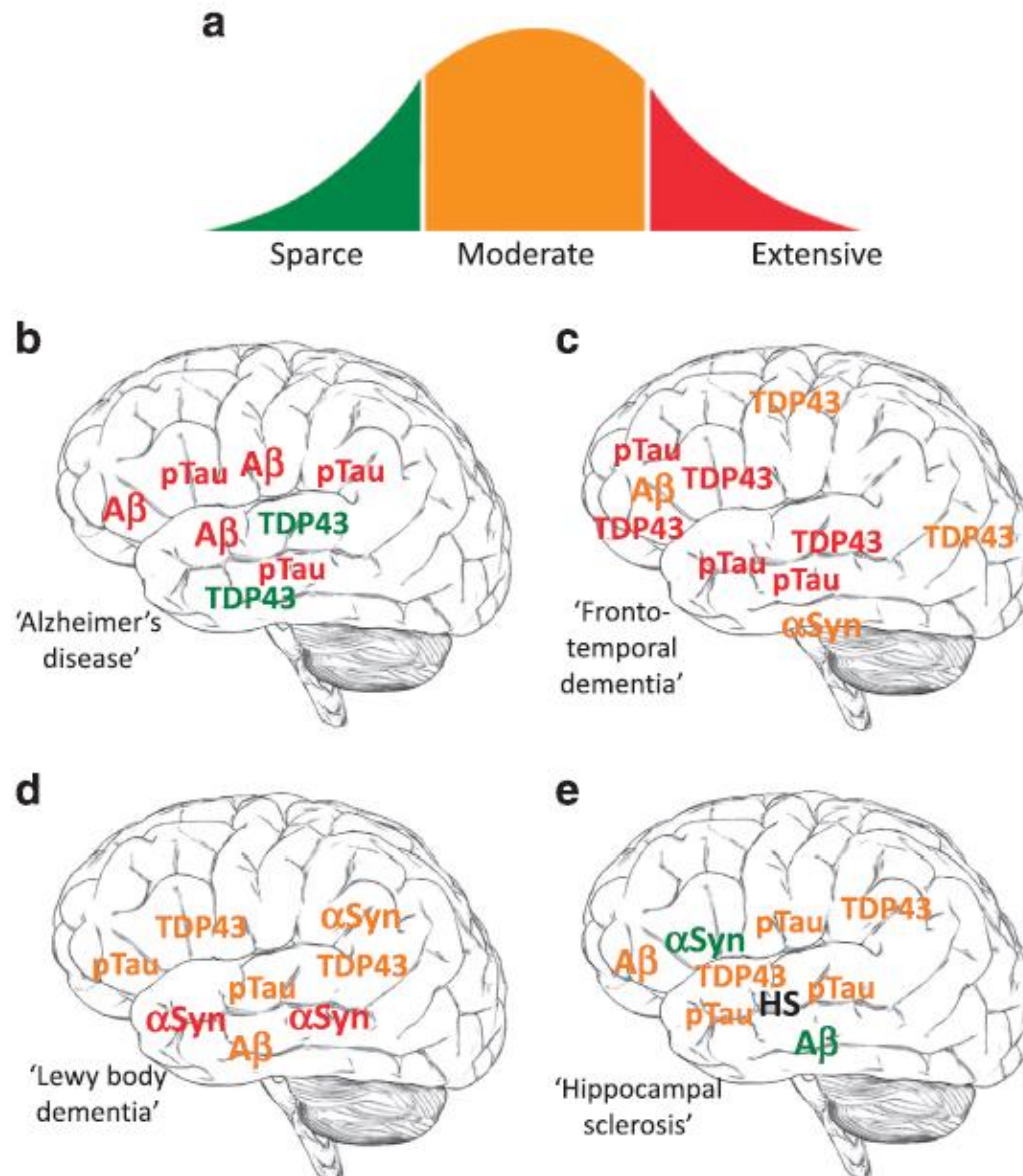 a
Sparce Moderate Extensive
b
pTau Aβ pTau
Aβ
Aβ TDP43
pTau
TDP43
'Alzheimer's
disease'
c
TDP43
pTau
Aβ TDP43
TDP43 TDP43 TDP43
pTau pTau
αSyn
'Fronto-
temporal
dementia'
d
TDP43 αSyn
pTau TDP43
pTau
αSyn αSyn
Aβ
'Lewy body
dementia'
e
pTau TDP43
αSyn
Aβ TDP43
pTau HS pTau
Aβ
'Hippocampal
sclerosis'